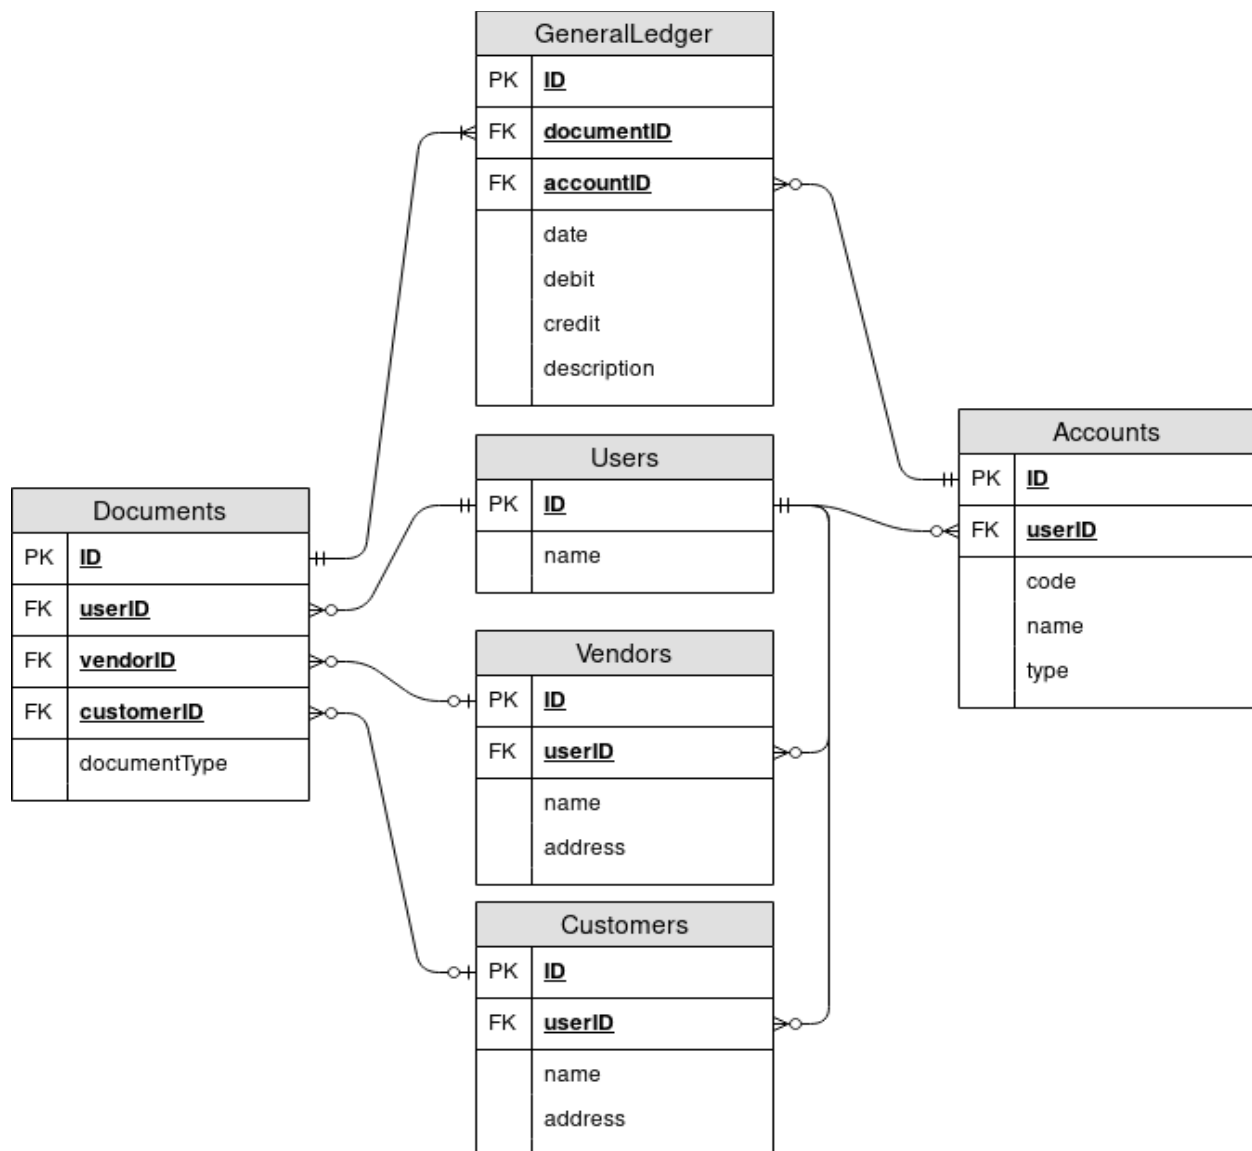 GeneralLedger
PK ID
FK documentID
FK accountID
date
debit
credit
description
Users
PK ID
name
Documents
PK ID
FK userID
FK vendorID
FK customerID
documentType
Vendors
PK ID
FK userID
name
address
Customers
PK ID
FK userID
name
address
Accounts
PK ID
FK userID
code
name
type